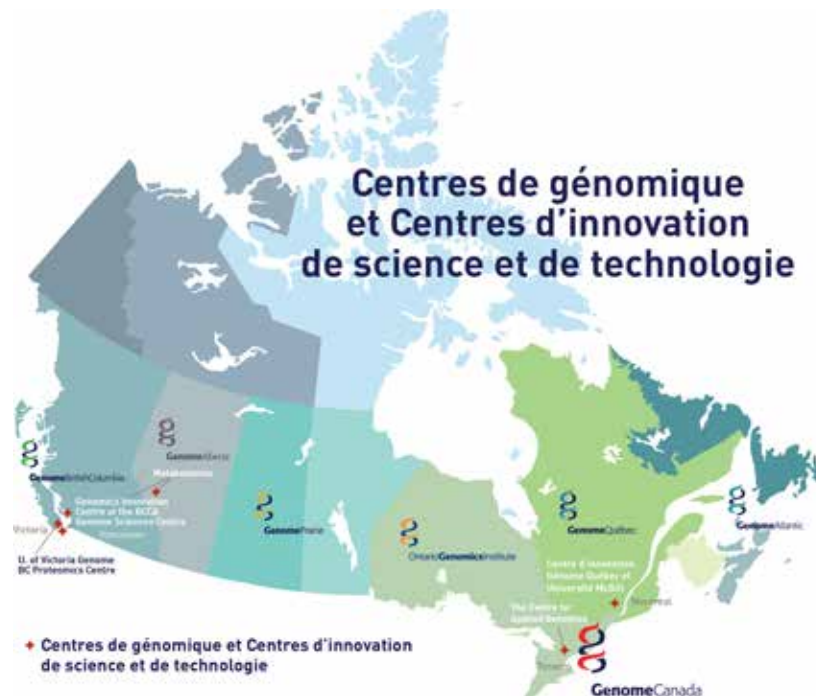 Centres de génomique
et Centres d'innovation
de science et de technologie
GenomeAlberta
Metabolomics
GenomeBritishColumbia
Genomics Innovation
Centre at the BCCA
Genome Sciences Centre
Vancouver
Victoria
U. of Victoria Genome
BC Proteomics Centre
GenomePrairie
OntarioGenomicsInstitute
GenomeQuébec
GenomeAtlantic
Centre d'innovation
Génome Québec et
Université McGill
Montréal
The Centre for
Applied Genomics
Toronto
GenomeCanada
Centres de génomique et Centres d'innovation
de science et de technologie